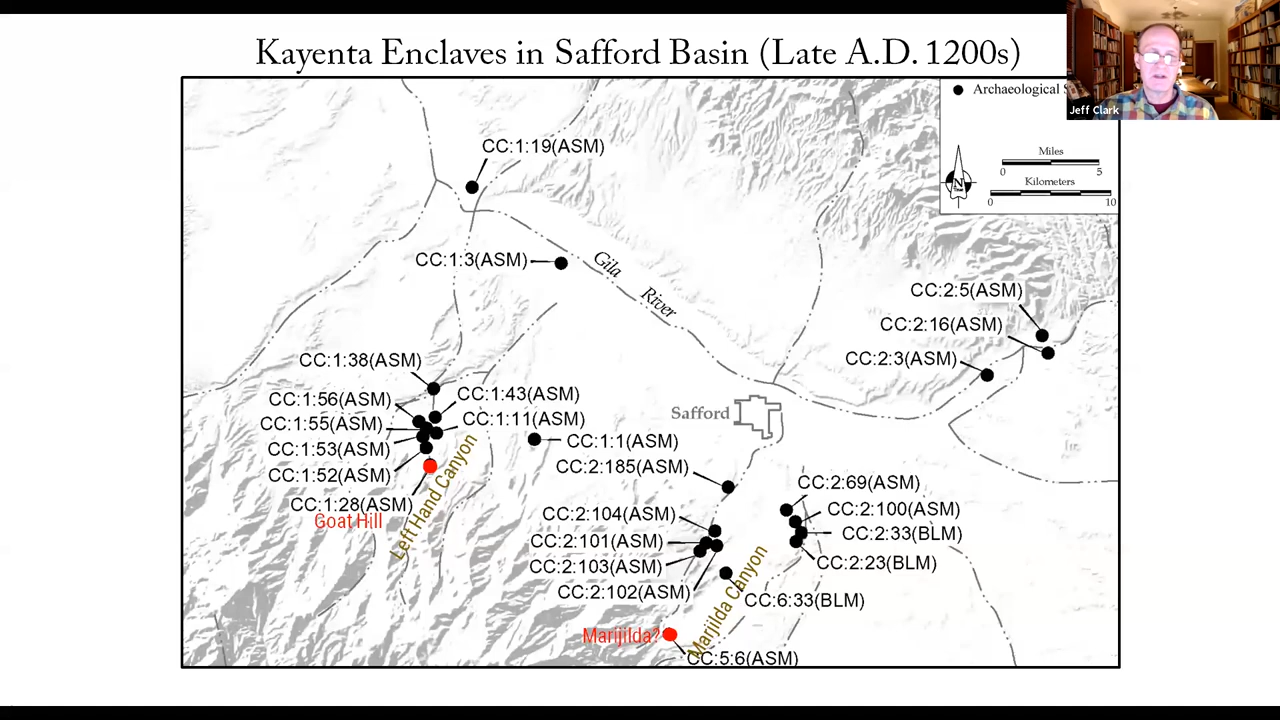 Kayenta Enclaves in Safford Basin (Late A.D. 1200s)
Jeff Clark
Archaeological
Miles
0 5
N
Kilometers
0 10
CC:1:19(ASM)
CC:1:3(ASM)
Gila
River
CC:2:5(ASM)
CC:2:16(ASM)
CC:2:3(ASM)
CC:1:38(ASM)
CC:1:56(ASM)
CC:1:43(ASM)
CC:1:55(ASM)
CC:1:11(ASM)
CC:1:53(ASM)
CC:1:52(ASM)
CC:1:28(ASM)
Goat Hill
Left Hand Canyon
Safford
CC:1:1(ASM)
CC:2:185(ASM)
CC:2:69(ASM)
CC:2:100(ASM)
CC:2:33(BLM)
CC:2:23(BLM)
CC:2:104(ASM)
CC:2:101(ASM)
CC:2:103(ASM)
CC:2:102(ASM)
CC:6:33(BLM)
Marijilda?
Marjilda Canyon
CC:5:6(ASM)